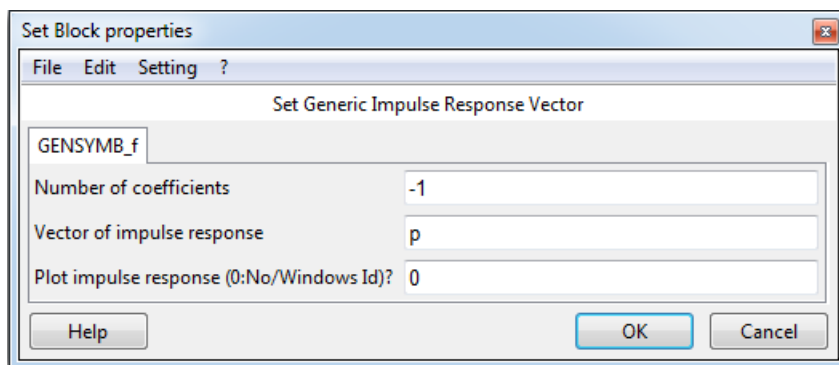 Set Block properties
File Edit Setting ?
Set Generic Impulse Response Vector
GENSYMB_f
Number of coefficients -1
Vector of impulse response p
Plot impulse response (0:No/Windows Id)? 0
Help OK Cancel